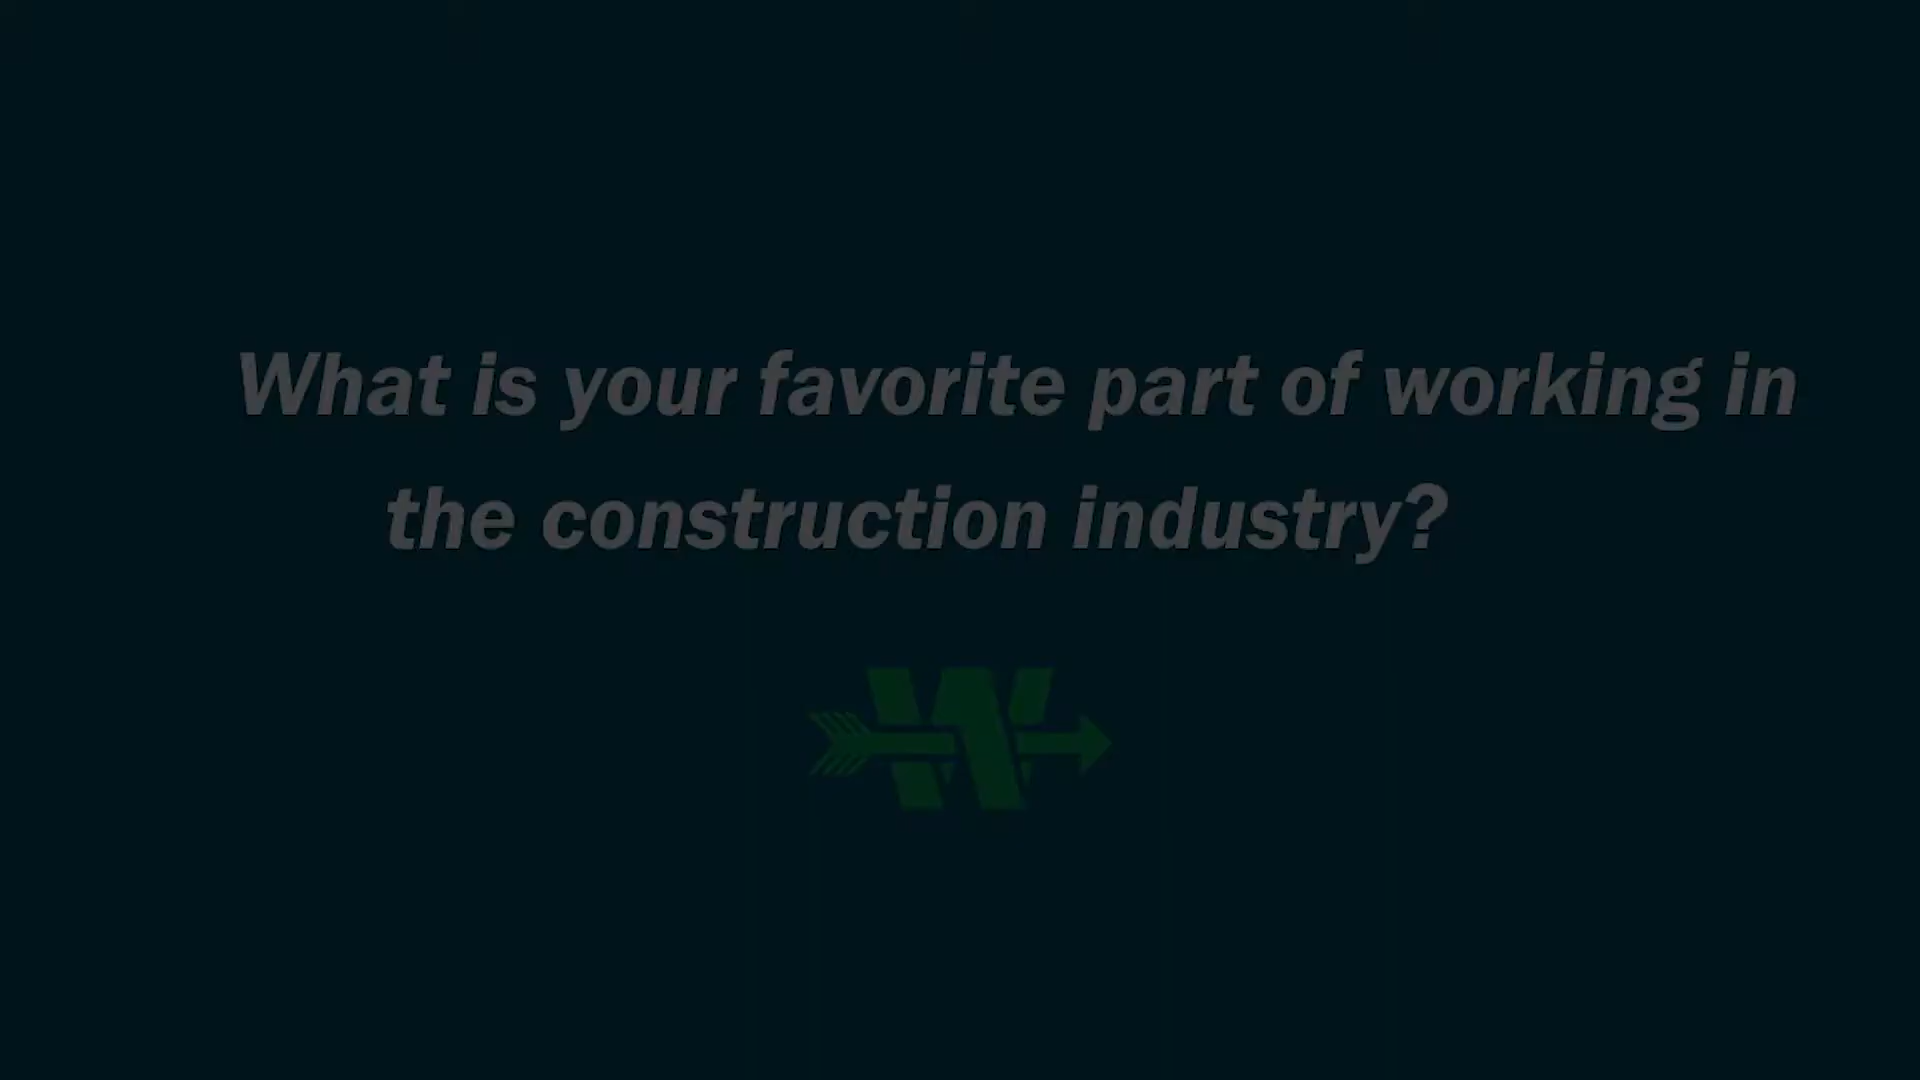 What is your favorite part of working in
the construction industry?
W